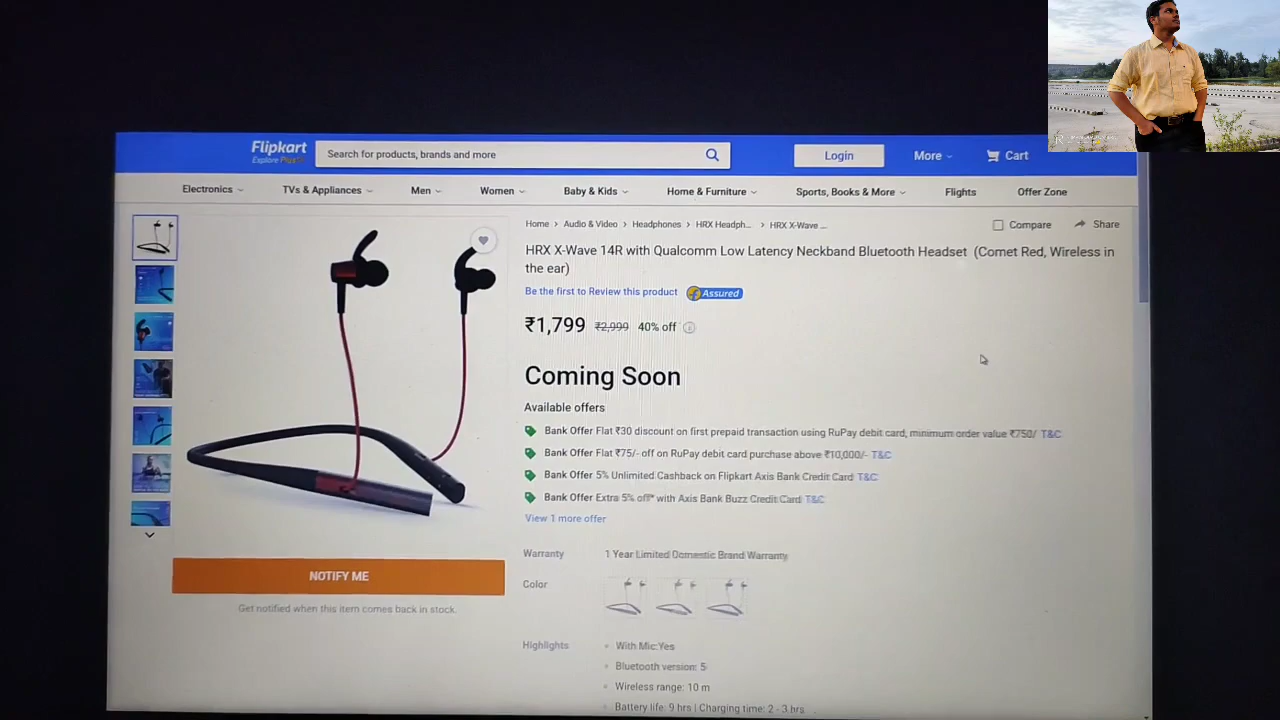 Flipkart
Explore Plus
Search for products, brands and more
Login
More
Cart
Electronics
TVs & Appliances
Men
Women
Baby & Kids
Home & Furniture
Sports, Books & More
Flights
Offer Zone
Home > Audio & Video > Headphones > HRX Headph... > HRX X-Wave ...
Compare
Share
HRX X-Wave 14R with Qualcomm Low Latency Neckband Bluetooth Headset (Comet Red, Wireless in
the ear)
Be the first to Review this product
f Assured
₹1,799 ₹2,999 40% off
Coming Soon
Available offers
Bank Offer Flat ₹30 discount on first prepaid transaction using RuPay debit card, minimum order value ₹750/ T&C
Bank Offer Flat ₹75/- off on RuPay debit card purchase above ₹10,000/- T&C
Bank Offer 5% Unlimited Cashback on Flipkart Axis Bank Credit Card T&C
Bank Offer Extra 5% off* with Axis Bank Buzz Credit Card T&C
View 1 more offer
NOTIFY ME
Get notified when this item comes back in stock.
Warranty
1 Year Limited Domestic Brand Warranty
Color
Highlights
With Mic:Yes
Bluetooth version: 5
Wireless range: 10 m
Battery life: 9 hrs | Charging time: 2 - 3 hrs